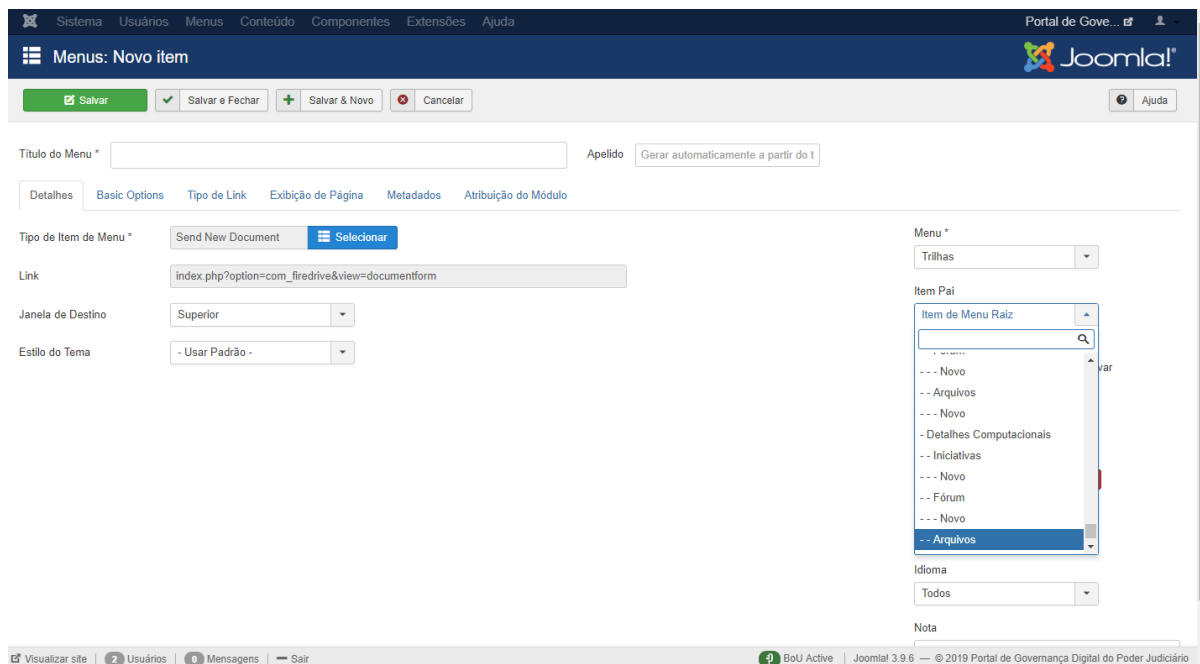 Sistema Usuários Menus Conteúdo Componentes Extensões Ajuda Portal de Gove...
Menus: Novo item Joomla!®
Salvar Salvar e Fechar Salvar & Novo Cancelar Ajuda
Título do Menu * Apelido Gerar automaticamente a partir do t
Detalhes Basic Options Tipo de Link Exibição de Página Metadados Atribuição do Módulo
Tipo de Item de Menu * Send New Document Selecionar
Menu *
Trilhas
Link index.php?option=com_firedrive&view=documentform
Item Pai
Janela de Destino Superior
Item de Menu Raiz
Estilo do Tema - Usar Padrão -
- - - Novo
- - Arquivos
- - - Novo
- Detalhes Computacionais
- - Iniciativas
- - - Novo
- - Fórum
- - - Novo
- - Arquivos
Idioma
Todos
Nota
Visualizar site 2 Usuários 0 Mensagens Sair BoU Active Joomla! 3.9.6 — © 2019 Portal de Governança Digital do Poder Judiciário